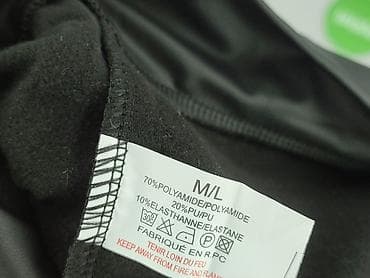 M/L
70%POLYAMIDE/POLYAMIDE
20%PU/PU
10%ELASTHANNE/ELASTANE
FABRIQUÉ EN RPC
TENIR LOIN DU FEU
KEEP AWAY FROM FIRE AND